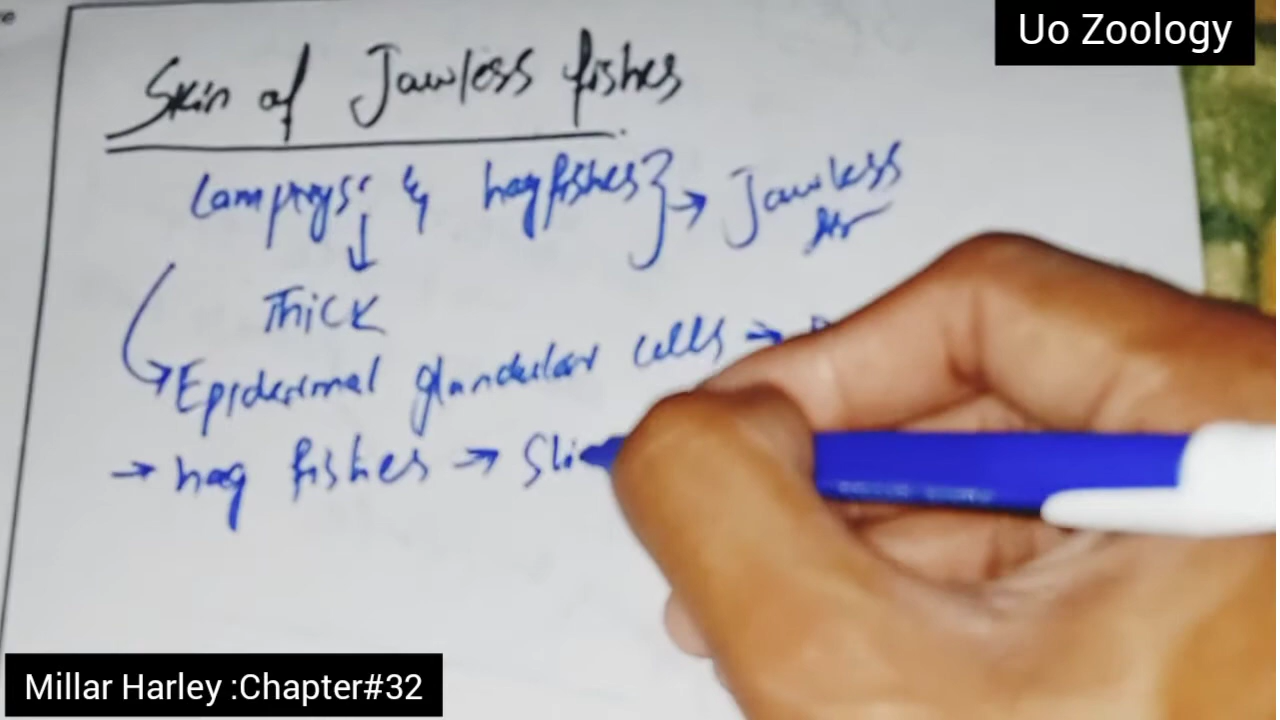 Uo Zoology
Skin of Jawless fishes
Lampreys & hagfishes } → Jawless
↓
Thick
→ Epidermal glandular cells →
→ hag fishes → Sli
Millar Harley :Chapter#32